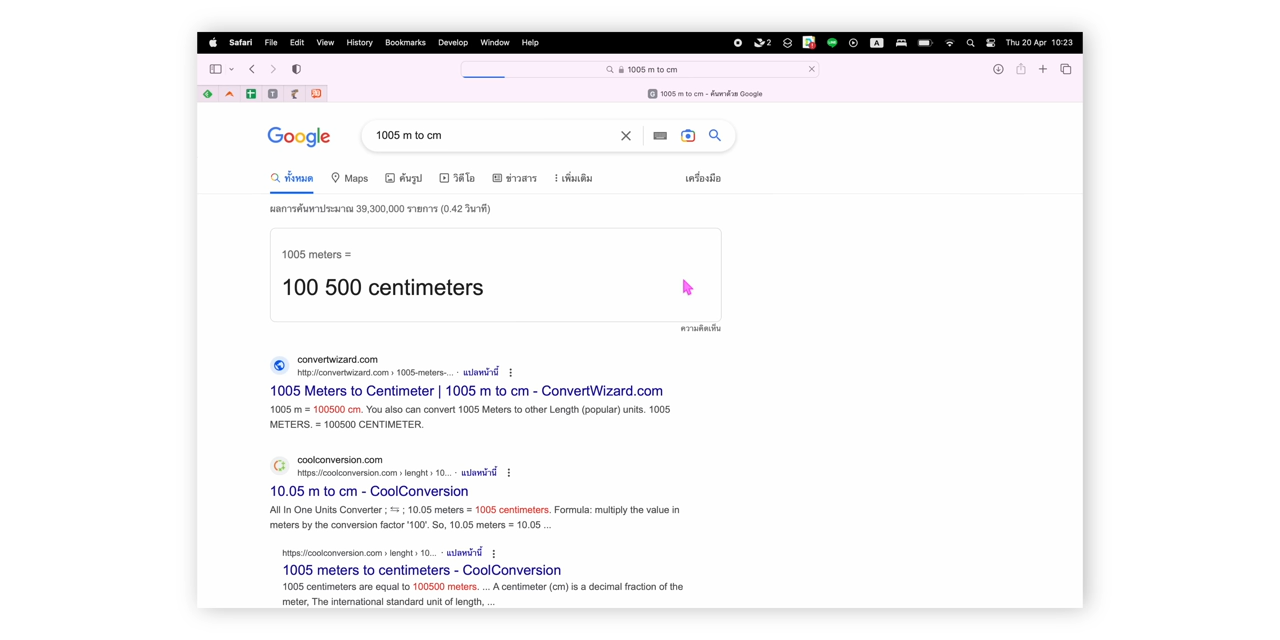 Safari File Edit View History Bookmarks Develop Window Help 2 A Thu 20 Apr 10:23
1005 m to cm
G 1005 m to cm - ค้นหาด้วย Google
Google 1005 m to cm
ทั้งหมด Maps ค้นรูป วิดีโอ ข่าวสาร เพิ่มเติม เครื่องมือ
ผลการค้นหาประมาณ 39,300,000 รายการ (0.42 วินาที)
1005 meters =
100 500 centimeters
ความคิดเห็น
convertwizard.com
http://convertwizard.com › 1005-meters-... · แปลหน้านี้
1005 Meters to Centimeter | 1005 m to cm - ConvertWizard.com
1005 m = 100500 cm. You also can convert 1005 Meters to other Length (popular) units. 1005
METERS. = 100500 CENTIMETER.
coolconversion.com
https://coolconversion.com › lenght › 10... · แปลหน้านี้
10.05 m to cm - CoolConversion
All In One Units Converter ; ⇆ ; 10.05 meters = 1005 centimeters. Formula: multiply the value in
meters by the conversion factor '100'. So, 10.05 meters = 10.05 ...
https://coolconversion.com › lenght › 10... · แปลหน้านี้
1005 meters to centimeters - CoolConversion
1005 centimeters are equal to 100500 meters. ... A centimeter (cm) is a decimal fraction of the
meter, The international standard unit of length, ...